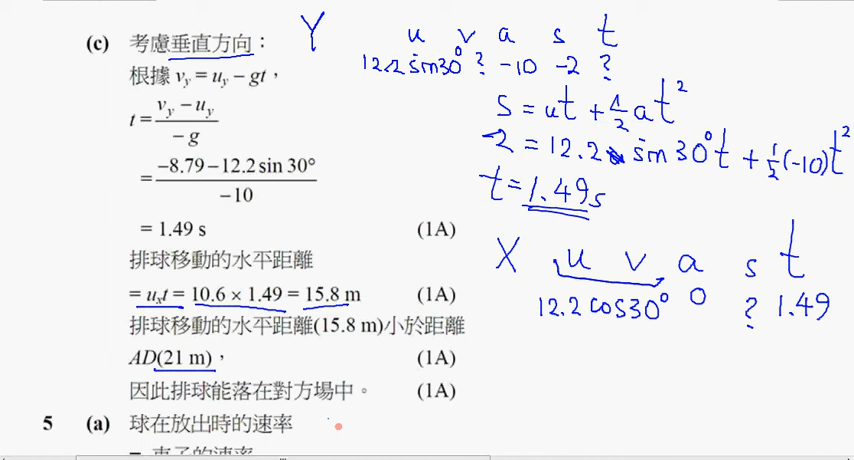 (c) 考慮垂直方向：
根據 v_y = u_y − gt，
t = (v_y − u_y) / −g
= (−8.79 − 12.2 sin 30°) / −10
= 1.49 s (1A)
排球移動的水平距離
= u_xt = 10.6 × 1.49 = 15.8 m (1A)
排球移動的水平距離(15.8 m)小於距離
AD(21 m)， (1A)
因此排球能落在對方場中。 (1A)
5 (a) 球在放出時的速率
Y u v a s t
12.2 sin30° ? −10 −2 ?
s = ut + 1/2 at²
−2 = 12.2 sin 30° t + 1/2 (−10) t²
t = 1.49 s
X u v a s t
12.2 cos30° 0 ? 1.49